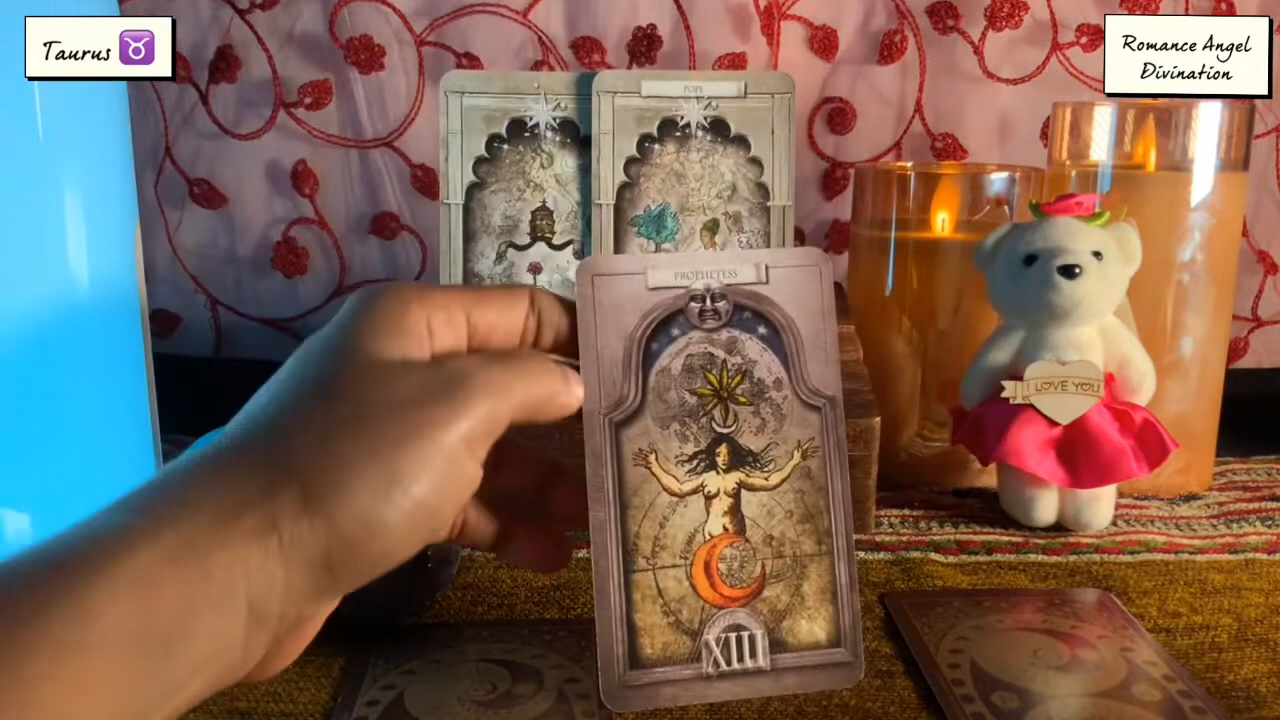 Taurus ♉
Romance Angel
Divination
POPE
PROPHETESS
I LOVE YOU
XIII